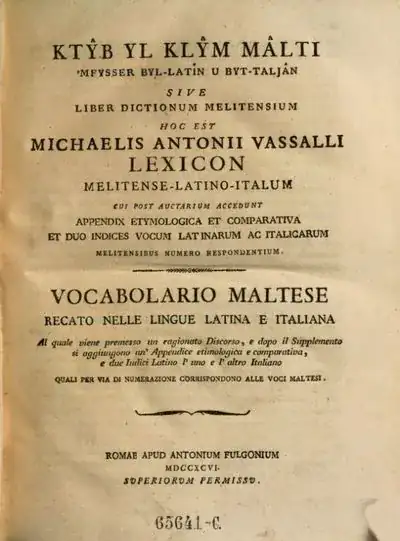 KTŶB YL KLŶM MÂLTI
'MFYSSER BYL-LATÎN U BYT-TALJÂN
SIVE
LIBER DICTIONUM MELITENSIUM
HOC EST
MICHAELIS ANTONII VASSALLI
LEXICON
MELITENSE-LATINO-ITALUM
CUI POST AUCTARIUM ACCEDUNT
APPENDIX ETYMOLOGICA ET COMPARATIVA
ET DUO INDICES VOCUM LATINARUM AC ITALICARUM
MELITENSIBUS NUMERO RESPONDENTIUM.
VOCABOLARIO MALTESE
RECATO NELLE LINGUE LATINA E ITALIANA
Al quale viene premesso un ragionato Discorso, e dopo il Supplemento
si aggiungono un' Appendice etimologica e comparativa,
e due Indici Latino l' uno e l' altro Italiano
QUALI PER VIA DI NUMERAZIONE CORRISPONDONO ALLE VOCI MALTESI.
ROMAE APUD ANTONIUM FULGONIUM
MDCCXCVI.
SVPERIORVM PERMISSV.
65641-C.